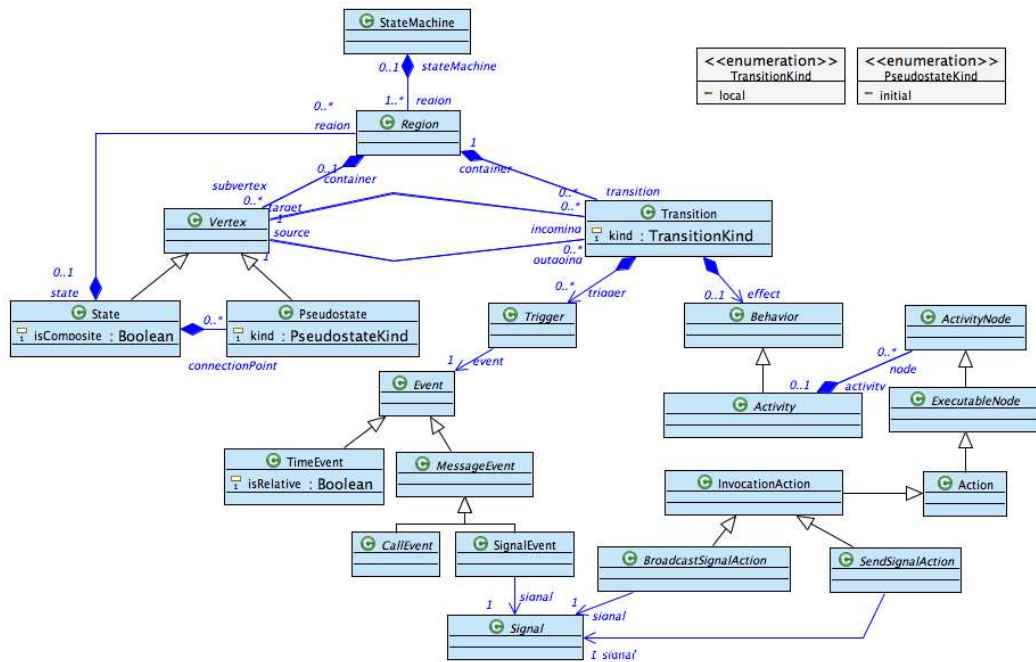 StateMachine
<<enumeration>>
TransitionKind
local
<<enumeration>>
PseudostateKind
initial
0..1
stateMachine
0..*
region
1..*
region
Region
1
container
0..1
container
subvertex
0..*
target
1
transition
0..*
0..*
Vertex
source
1
incoming
0..*
outgoing
Transition
kind : TransitionKind
0..1
state
State
isComposite : Boolean
0..*
connectionPoint
Pseudostate
kind : PseudostateKind
0..*
trigger
0..1
effect
Trigger
Behavior
ActivityNode
1
event
0..*
node
0..1
activity
Event
Activity
ExecutableNode
TimeEvent
isRelative : Boolean
MessageEvent
InvocationAction
Action
CallEvent
SignalEvent
BroadcastSignalAction
SendSignalAction
1
signal
1
signal
Signal
1 signal